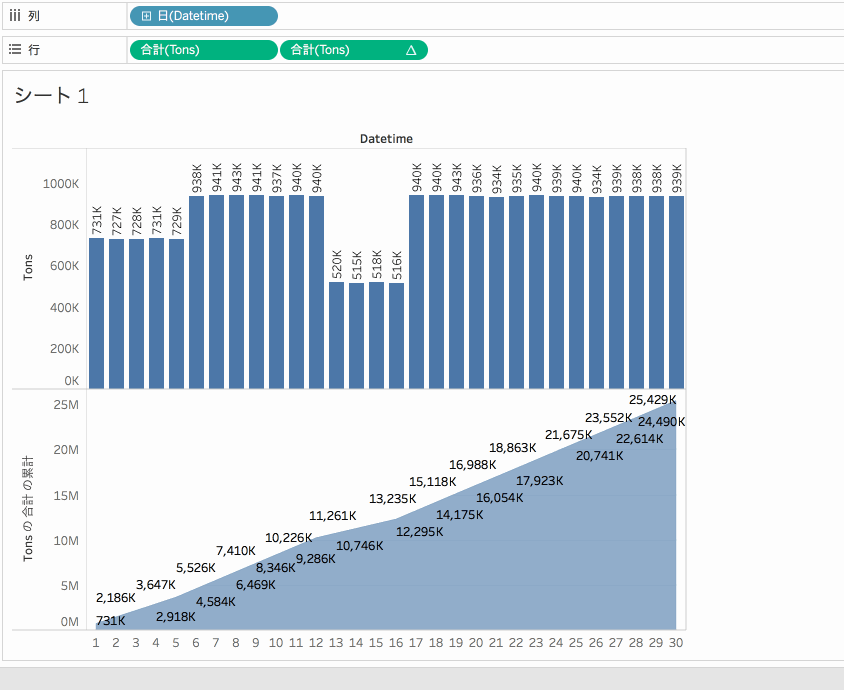 列
日(Datetime)
行
合計(Tons) 合計(Tons) △
シート 1
Datetime
Tons
1000K
800K
600K
400K
200K
0K
731K 727K 728K 731K 729K 938K 941K 943K 941K 937K 940K 940K 520K 515K 518K 516K 940K 940K 943K 936K 934K 935K 940K 939K 940K 934K 939K 938K 938K 939K
Tons の 合計 の累計
25M
20M
15M
10M
5M
0M
731K 2,186K 2,918K 3,647K 4,584K 5,526K 6,469K 7,410K 8,346K 9,286K 10,226K 10,746K 11,261K 12,295K 13,235K 14,175K 15,118K 16,054K 16,988K 17,923K 18,863K 20,741K 21,675K 22,614K 23,552K 24,490K 25,429K
1 2 3 4 5 6 7 8 9 10 11 12 13 14 15 16 17 18 19 20 21 22 23 24 25 26 27 28 29 30